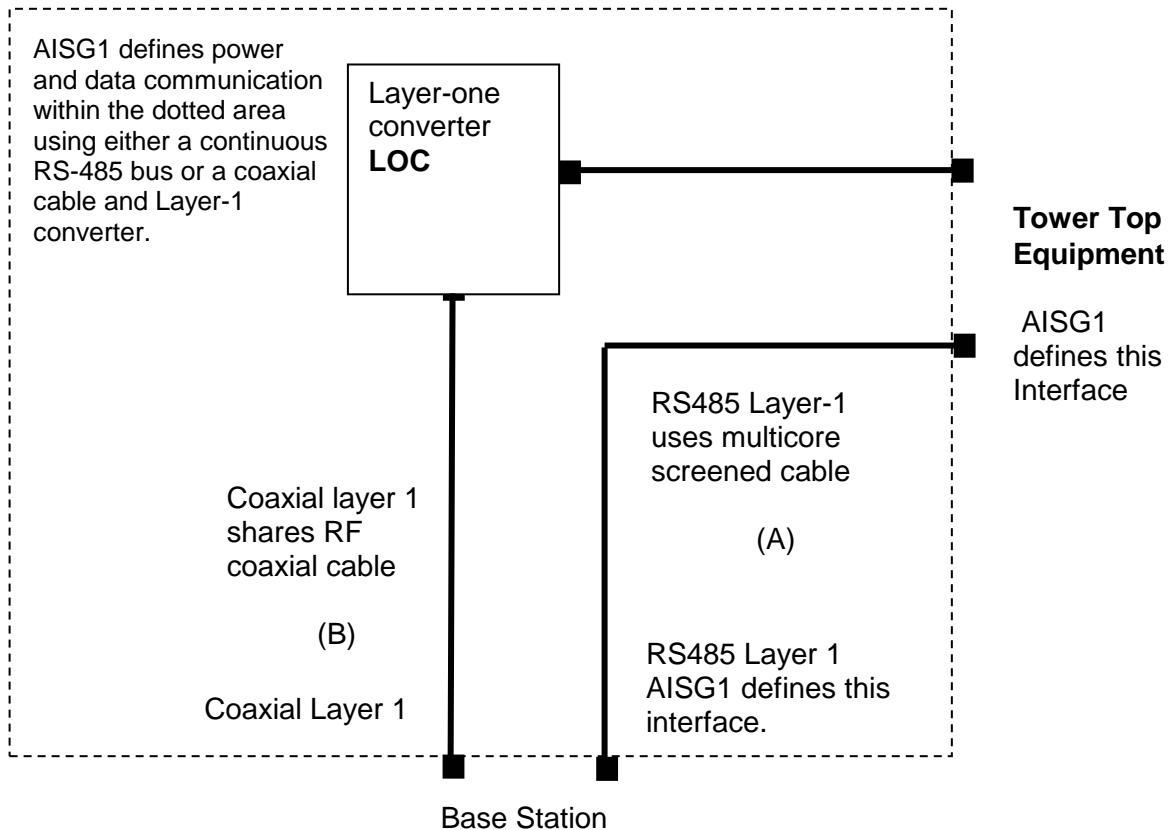 AISG1 defines power
and data communication
within the dotted area
using either a continuous
RS-485 bus or a coaxial
cable and Layer-1
converter.
Layer-one
converter
LOC
Tower Top
Equipment
AISG1
defines this
Interface
RS485 Layer-1
uses multicore
screened cable
(A)
Coaxial layer 1
shares RF
coaxial cable
(B)
RS485 Layer 1
AISG1 defines this
interface.
Coaxial Layer 1
Base Station